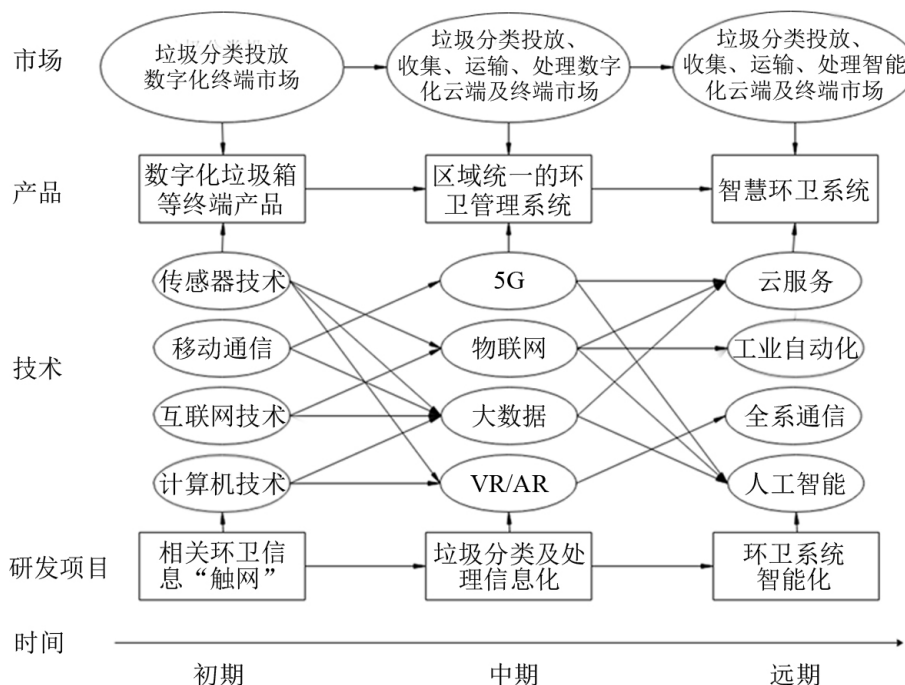 市场
垃圾分类投放
数字化终端市场
垃圾分类投放、
收集、运输、处理数字
化云端及终端市场
垃圾分类投放、
收集、运输、处理智能
化云端及终端市场
产品
数字化垃圾箱
等终端产品
区域统一的环
卫管理系统
智慧环卫系统
技术
传感器技术
5G
云服务
移动通信
物联网
工业自动化
互联网技术
大数据
全系通信
计算机技术
VR/AR
人工智能
研发项目
相关环卫信
息“触网”
垃圾分类及处
理信息化
环卫系统
智能化
时间
初期
中期
远期